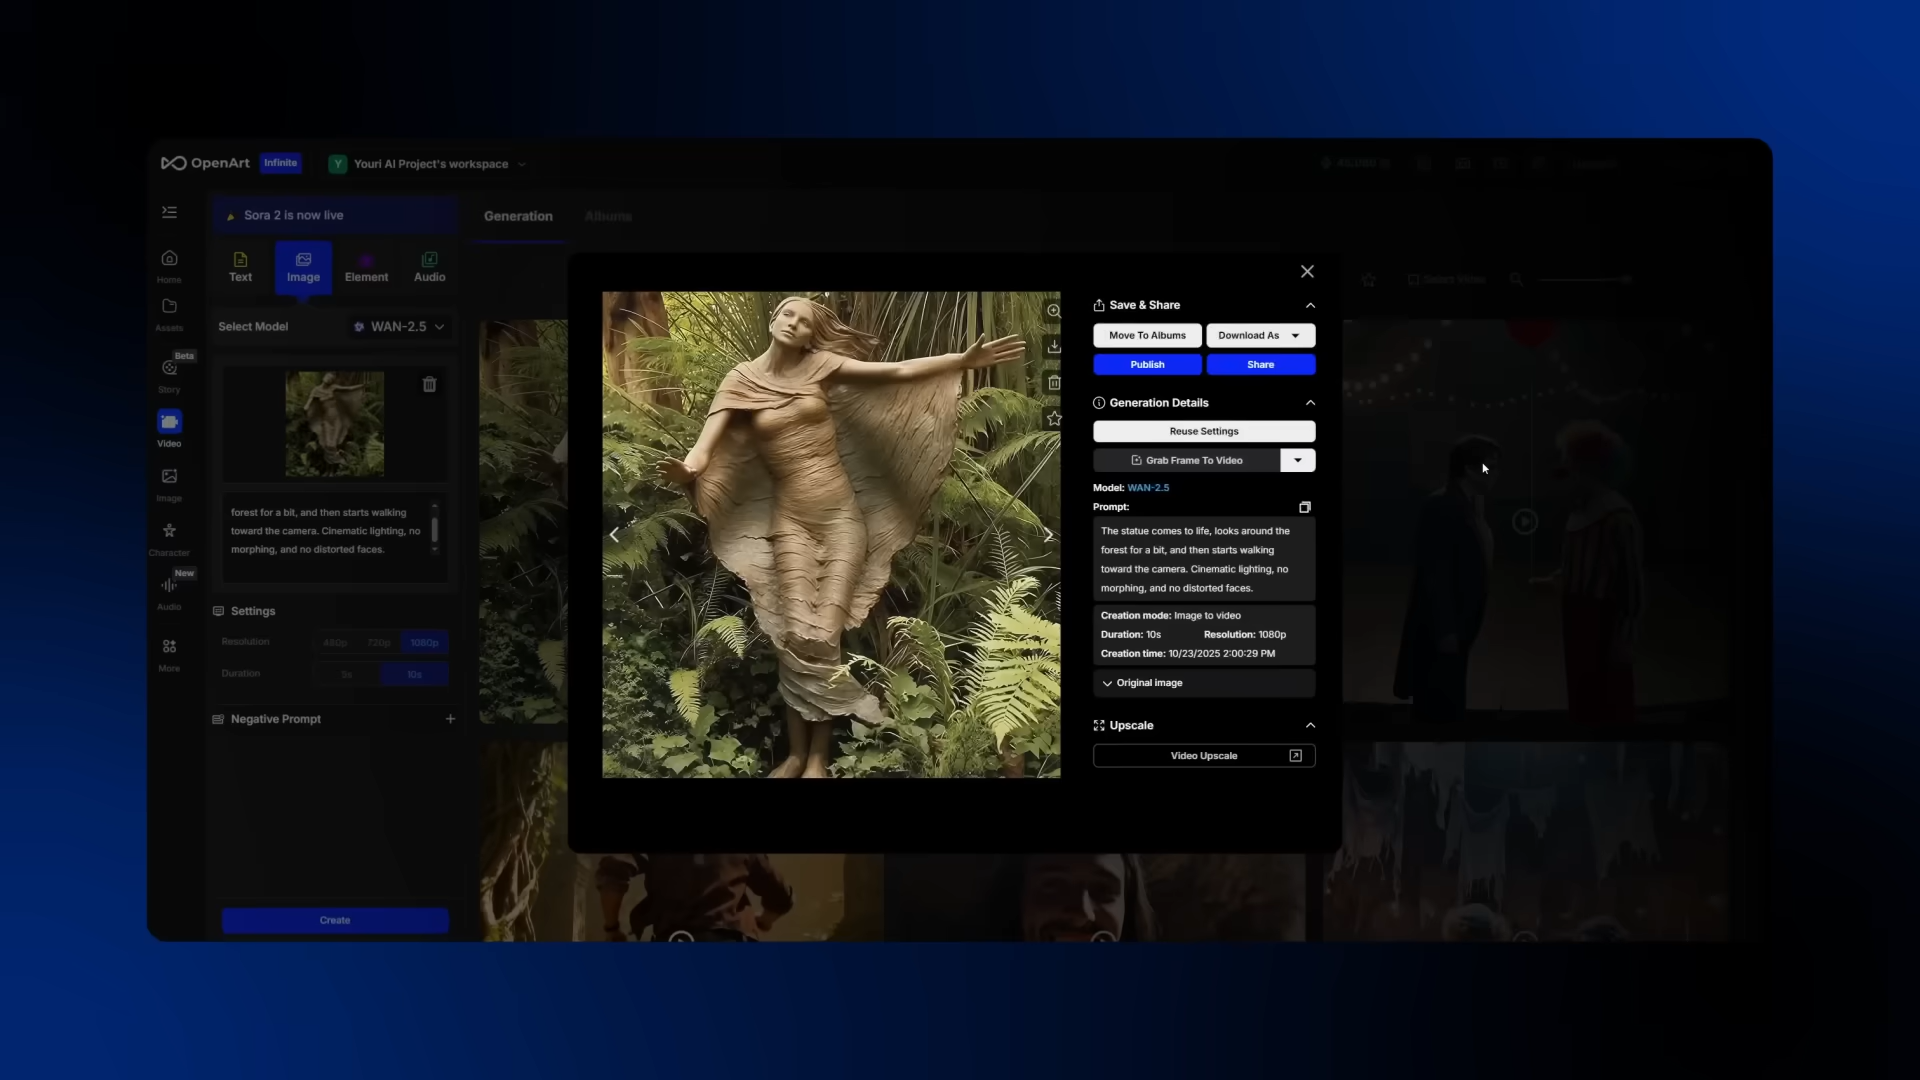 OpenArt Infinite Y Youri AI Project's workspace
Sora 2 is now live
Generation Albums
Text Image Element Audio
Select Model WAN-2.5
Home
Assets
Beta
Story
Video
Image
Character
New
Audio
More
forest for a bit, and then starts walking
toward the camera. Cinematic lighting, no
morphing, and no distorted faces.
Settings
Resolution 480p 720p 1080p
Duration 5s 10s
Negative Prompt
Create
Save & Share
Move To Albums Download As
Publish Share
Generation Details
Reuse Settings
Grab Frame To Video
Model: WAN-2.5
Prompt:
The statue comes to life, looks around the
forest for a bit, and then starts walking
toward the camera. Cinematic lighting, no
morphing, and no distorted faces.
Creation mode: Image to video
Duration: 10s Resolution: 1080p
Creation time: 10/23/2025 2:00:29 PM
Original image
Upscale
Video Upscale